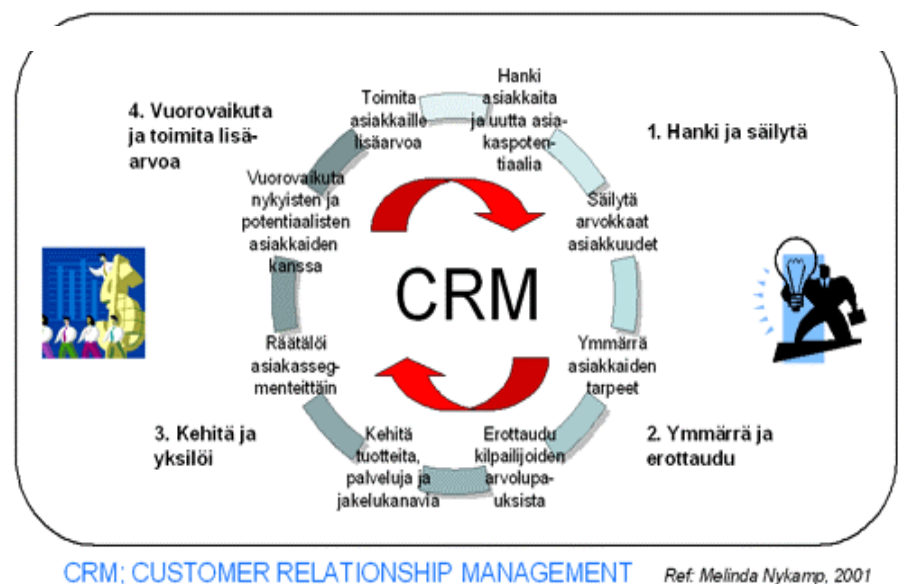 Hanki
asiakkaita
ja uutta asia-
kaspoten-
tiaalia
1. Hanki ja säilytä
Säilytä
arvokkaat
asiakkuudet
Ymmärrä
asiakkaiden
tarpeet
2. Ymmärrä ja
erottaudu
Erottaudu
kilpailijoiden
arvolupa-
uksista
Kehitä
tuotteita,
palveluja ja
jakelukanavia
3. Kehitä ja
yksilöi
Räätälöi
asiakasseg-
menteittäin
Vuorovaikuta
nykyisten ja
potentiaalisten
asiakkaiden
kanssa
4. Vuorovaikuta
ja toimita lisä-
arvoa
Toimita
asiakkaille
lisäarvoa
CRM
CRM; CUSTOMER RELATIONSHIP MANAGEMENT
Ref: Melinda Nykamp, 2001